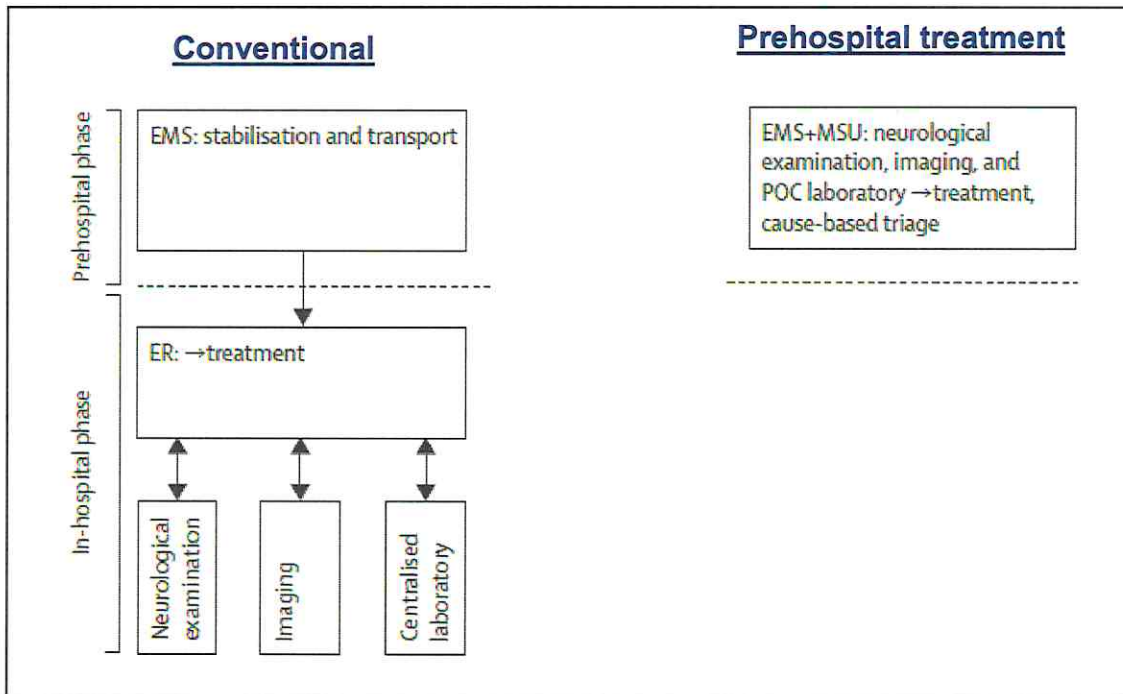 Conventional
Prehospital treatment
Prehospital phase
EMS: stabilisation and transport
EMS+MSU: neurological
examination, imaging, and
POC laboratory →treatment,
cause-based triage
In-hospital phase
ER: →treatment
Neurological
examination
Imaging
Centralised
laboratory